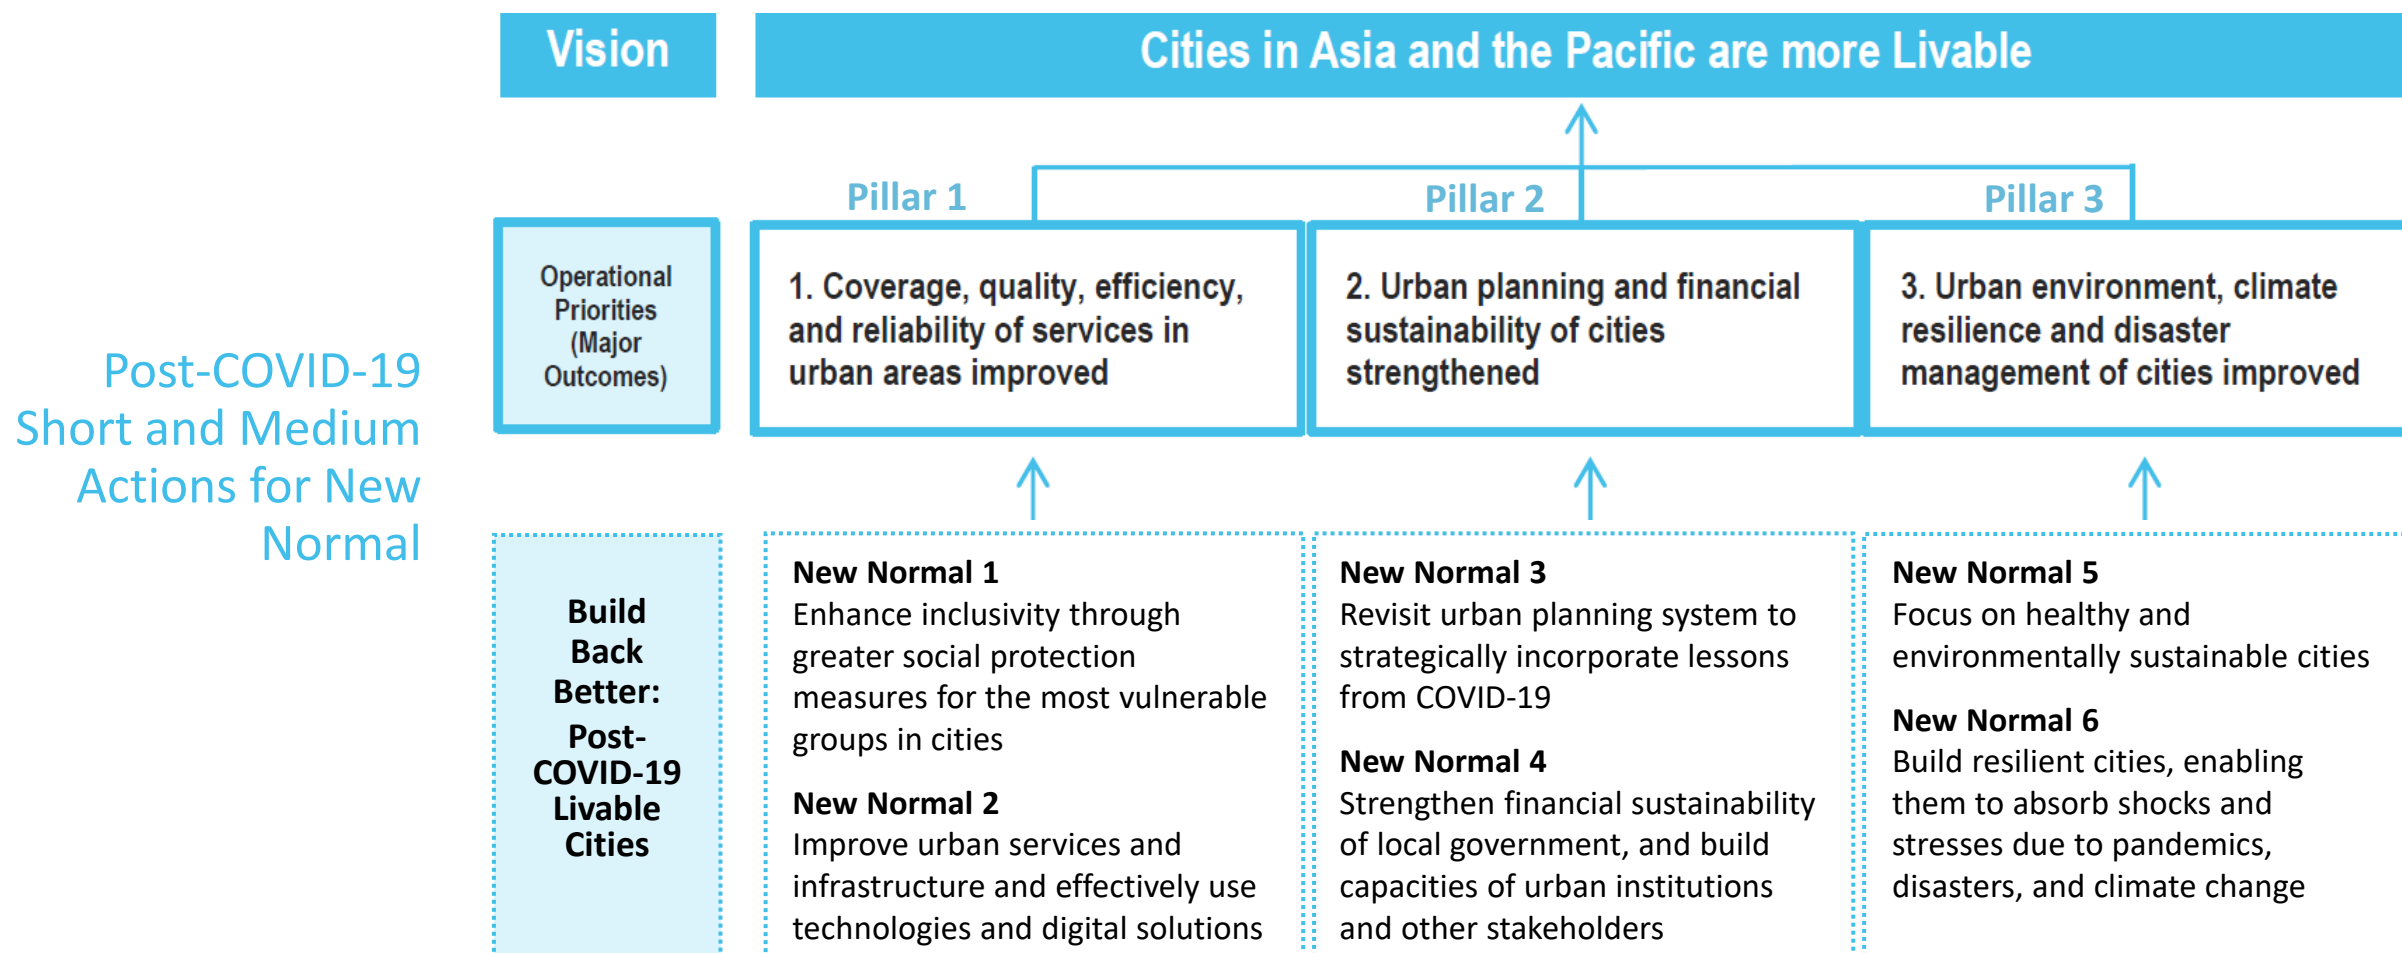 Post-COVID-19
Short and Medium
Actions for New
Normal
Vision
Cities in Asia and the Pacific are more Livable
Pillar 1
Pillar 2
Pillar 3
Operational
Priorities
(Major
Outcomes)
1. Coverage, quality, efficiency,
and reliability of services in
urban areas improved
2. Urban planning and financial
sustainability of cities
strengthened
3. Urban environment, climate
resilience and disaster
management of cities improved
Build
Back
Better:
Post-
COVID-19
Livable
Cities
New Normal 1
Enhance inclusivity through
greater social protection
measures for the most vulnerable
groups in cities
New Normal 2
Improve urban services and
infrastructure and effectively use
technologies and digital solutions
New Normal 3
Revisit urban planning system to
strategically incorporate lessons
from COVID-19
New Normal 4
Strengthen financial sustainability
of local government, and build
capacities of urban institutions
and other stakeholders
New Normal 5
Focus on healthy and
environmentally sustainable cities
New Normal 6
Build resilient cities, enabling
them to absorb shocks and
stresses due to pandemics,
disasters, and climate change